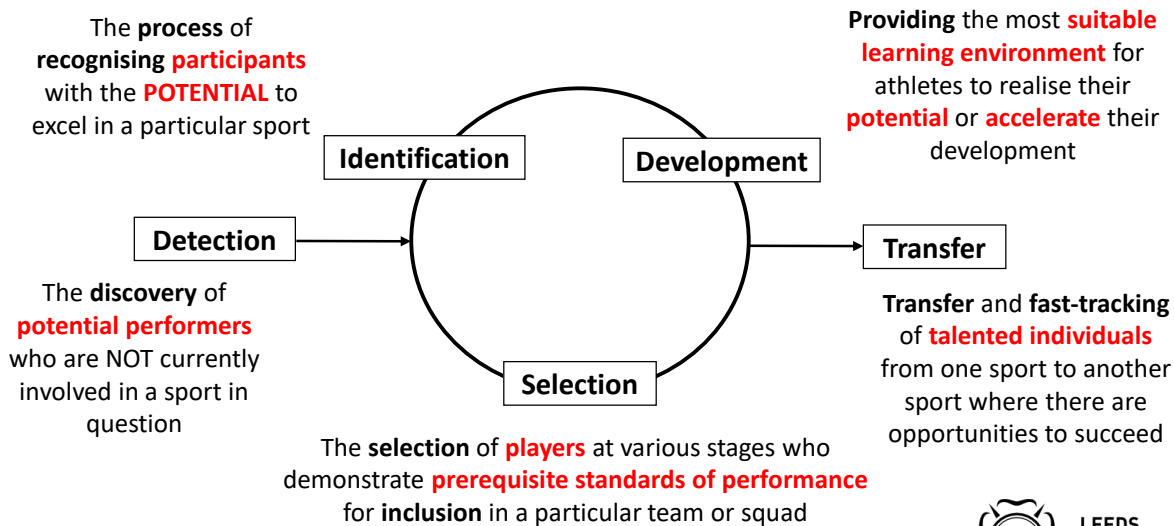 The process of
recognising participants
with the POTENTIAL to
excel in a particular sport
Providing the most suitable
learning environment for
athletes to realise their
potential or accelerate their
development
Identification
Development
Detection
Transfer
The discovery of
potential performers
who are NOT currently
involved in a sport in
question
Transfer and fast-tracking
of talented individuals
from one sport to another
sport where there are
opportunities to succeed
Selection
The selection of players at various stages who
demonstrate prerequisite standards of performance
for inclusion in a particular team or squad
LEEDS